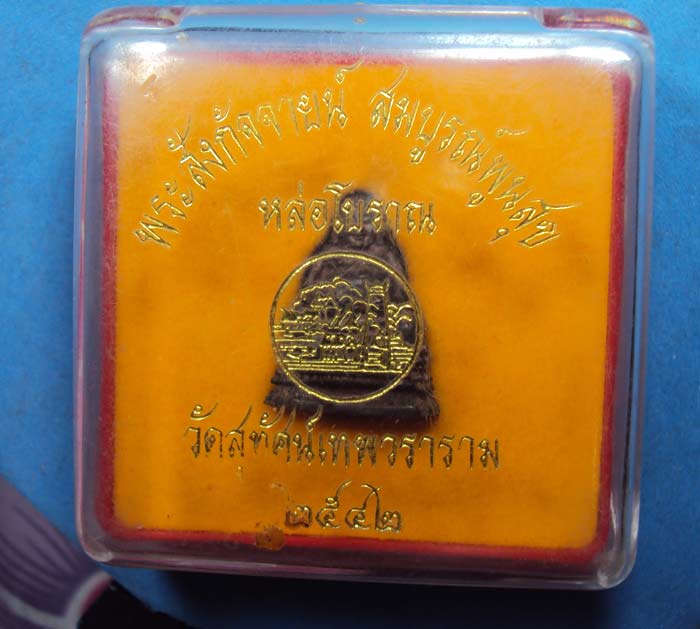 พระสังกัจจายน์ สมบูรณ์พูนสุข
หล่อโบราณ
วัดสุทัศน์เทพวราราม
๒๕๔๒